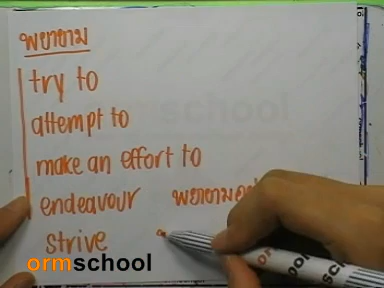 พยายาม
try to
attempt to
make an effort to
endeavour
strive
ormschool